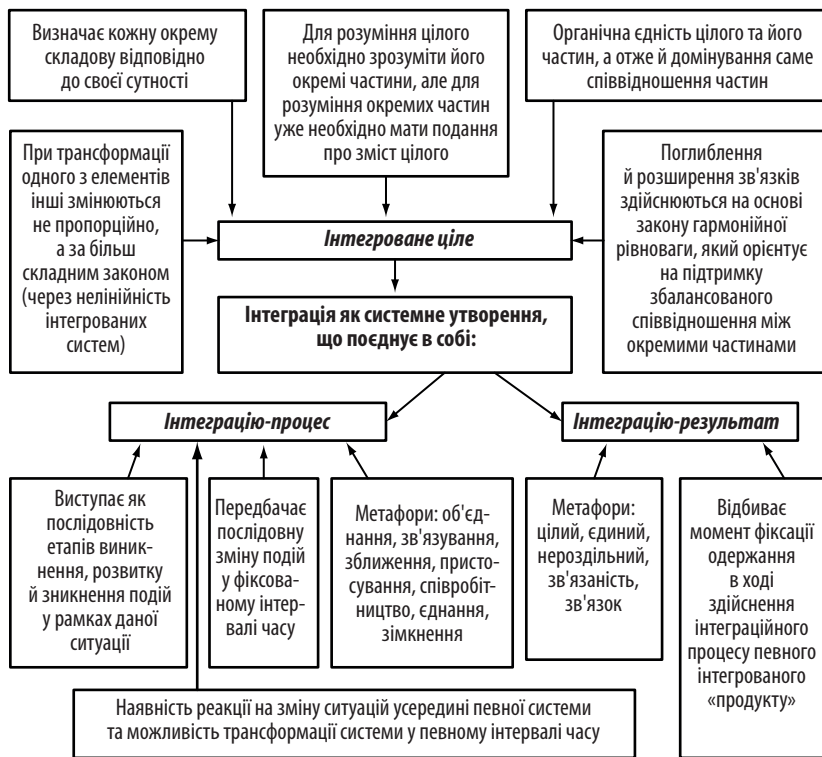 Визначає кожну окрему
складову відповідно
до своєї сутності
Для розуміння цілого
необхідно зрозуміти його
окремі частини, але для
розуміння окремих частин
уже необхідно мати подання
про зміст цілого
Органічна єдність цілого та його
частин, а отже й домінування саме
співвідношення частин
При трансформації
одного з елементів
інші змінюються
не пропорційно,
а за більш
складним законом
(через нелінійність
інтегрованих
систем)
Інтегроване ціле
Поглиблення
й розширення зв'язків
здійснюються на основі
закону гармонійної
рівноваги, який орієнтує
на підтримку
збалансованого
співвідношення між
окремими частинами
Інтеграція як системне утворення,
що поєднує в собі:
Інтеграцію-процес
Інтеграцію-результат
Виступає як
послідовність
етапів виник-
нення, розвитку
й зникнення подій
у рамках даної
ситуації
Передбачає
послідовну
зміну подій
у фіксова-
ному інтер-
валі часу
Метафори: об'єд-
нання, зв'язування,
зближення, присто-
сування, співробіт-
ництво, єднання,
зімкнення
Метафори:
цілий, єдиний,
нероздільний,
зв'язаність,
зв'язок
Відбиває
момент фіксації
одержання
в ході
здійснення
інтеграційного
процесу певного
інтегрованого
«продукту»
Наявність реакції на зміну ситуацій усередині певної системи
та можливість трансформації системи у певному інтервалі часу